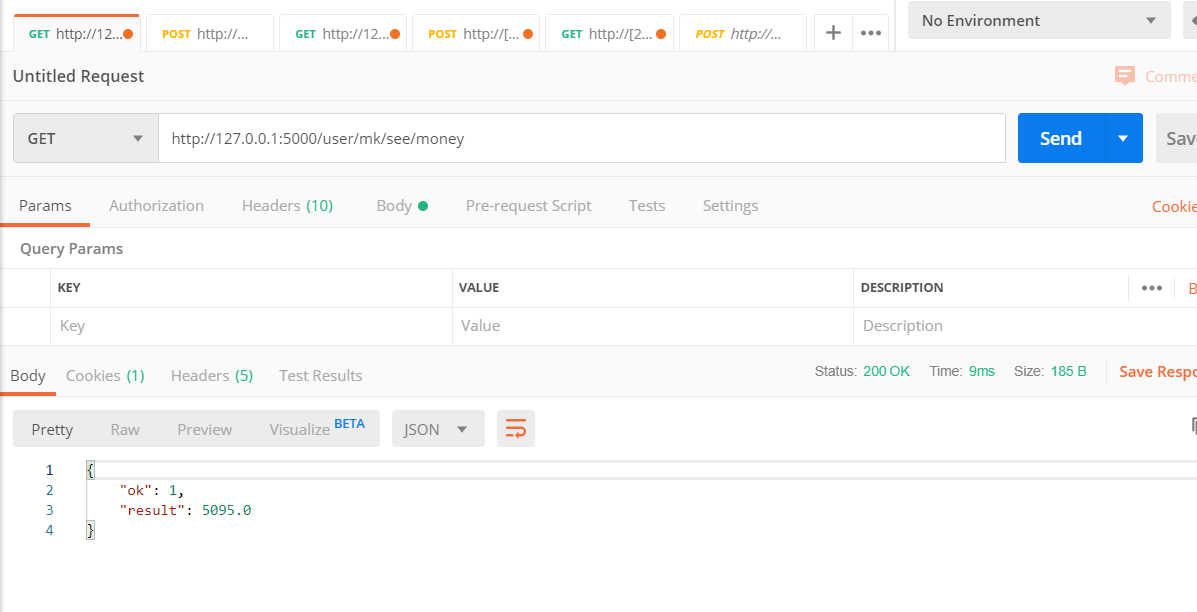 GET http://12... POST http://... GET http://12... POST http://[... GET http://[2... POST http://... + ••• No Environment
Untitled Request Comme
GET http://127.0.0.1:5000/user/mk/see/money Send Sav
Params Authorization Headers (10) Body Pre-request Script Tests Settings Cookie
Query Params
KEY VALUE DESCRIPTION ••• B
Key Value Description
Body Cookies (1) Headers (5) Test Results Status: 200 OK Time: 9ms Size: 185 B Save Respo
Pretty Raw Preview Visualize BETA JSON
1 {
2 "ok": 1,
3 "result": 5095.0
4 }